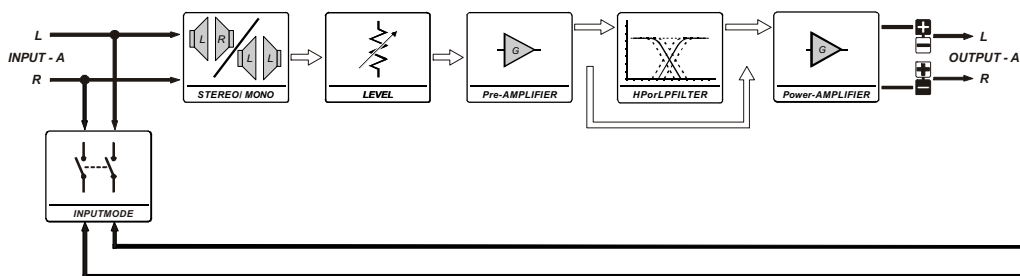 L
INPUT - A
R
L R
L L
STEREO/ MONO
LEVEL
G
Pre-AMPLIFIER
HPorLPFILTER
G
Power-AMPLIFIER
+
−
L
OUTPUT - A
+
−
R
INPUTMODE